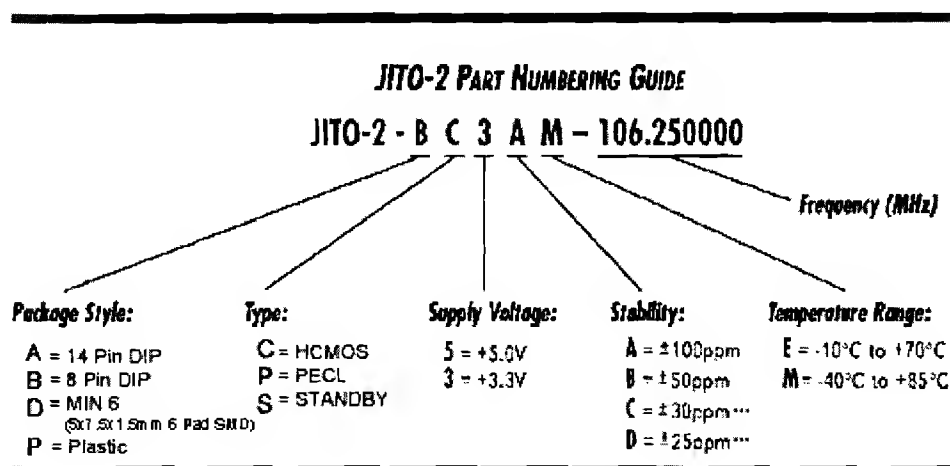 JITO-2 PART NUMBERING GUIDE
JITO-2 - B C 3 A M – 106.250000
Frequency (MHz)
Package Style:
A = 14 Pin DIP
B = 8 Pin DIP
D = MIN 6
(5x7.5x1.5mm 6 Pad SMD)
P = Plastic
Type:
C = HCMOS
P = PECL
S = STANDBY
Supply Voltage:
5 = +5.0V
3 = +3.3V
Stability:
A = ±100ppm
B = ±50ppm
C = ±30ppm***
D = ±25ppm***
Temperature Range:
E = -10°C to +70°C
M = -40°C to +85°C